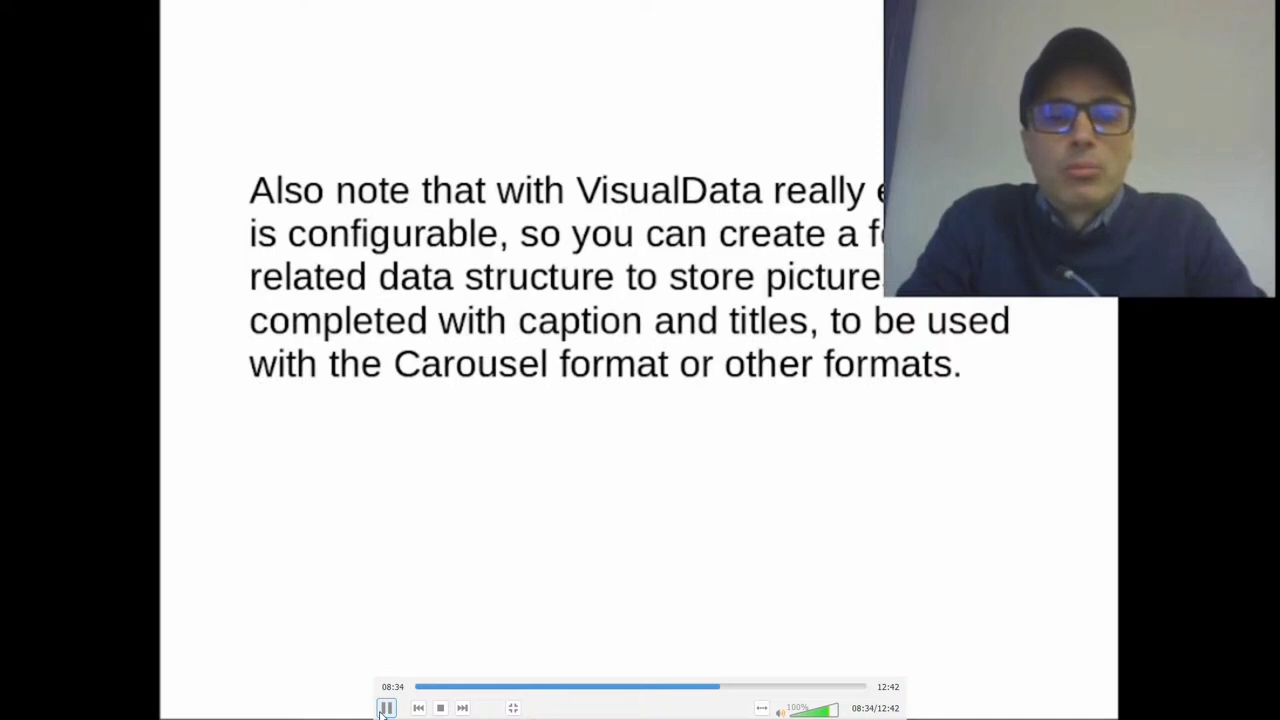 Also note that with VisualData really
is configurable, so you can create a
related data structure to store picture
completed with caption and titles, to be used
with the Carousel format or other formats.
08:34
12:42
100%
08:34/12:42